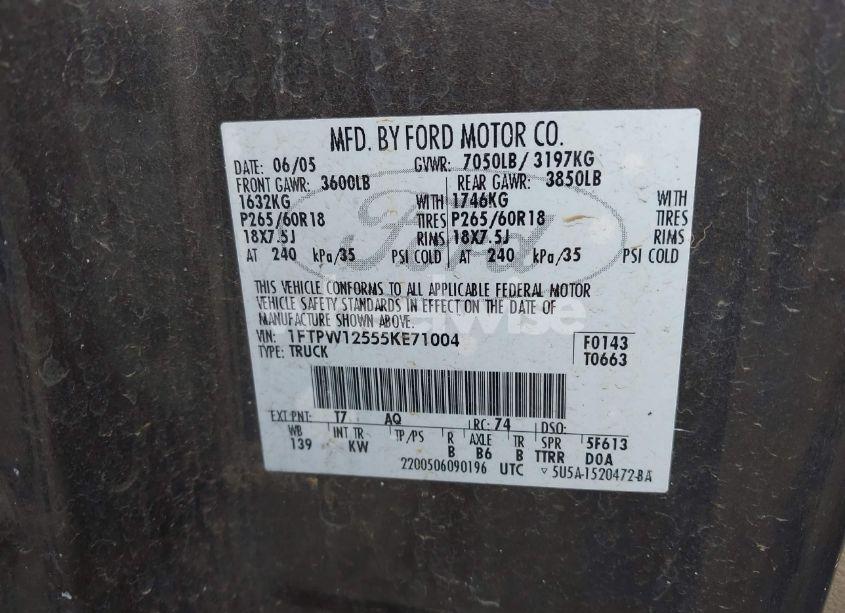 MFD. BY FORD MOTOR CO.
DATE: 06/05 GVWR: 7050LB/ 3197KG
FRONT GAWR: 3600LB REAR GAWR: 3850LB
1632KG WITH 1746KG WITH
P265/60R18 TIRES P265/60R18 TIRES
18X7.5J RIMS 18X7.5J RIMS
AT 240 kPa/35 PSI COLD AT 240 kPa/35 PSI COLD
Ford
THIS VEHICLE CONFORMS TO ALL APPLICABLE FEDERAL MOTOR
VEHICLE SAFETY STANDARDS IN EFFECT ON THE DATE OF
MANUFACTURE SHOWN ABOVE.
VIN: 1FTPW12555KE71004 F0143
TYPE: TRUCK T0663
EXT PNT: T7 AQ RC: 74 DSO:
WB INT TR TP/PS R AXLE TR SPR 5F613
139 KW B B6 B TTRR DOA
2200506090196 UTC ▽ 5U5A-1520472-BA